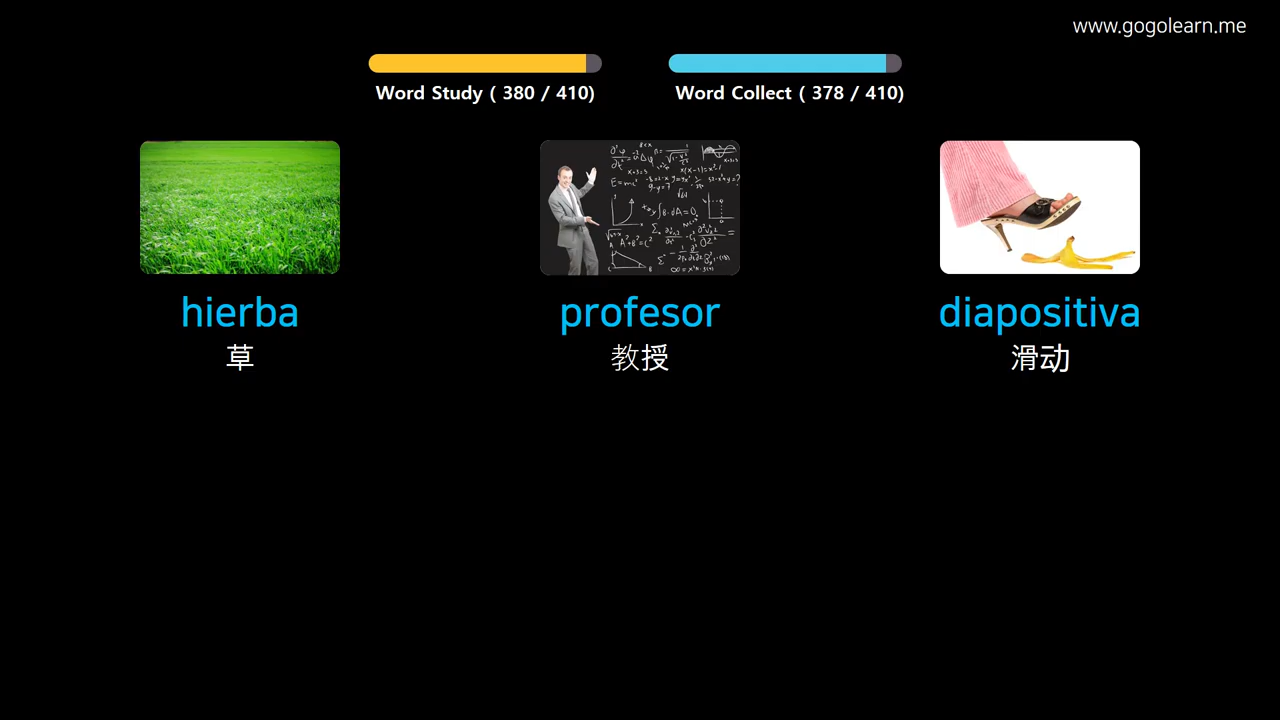 www.gogolearn.me
Word Study ( 380 / 410)
Word Collect ( 378 / 410)
hierba
草
profesor
教授
diapositiva
滑动